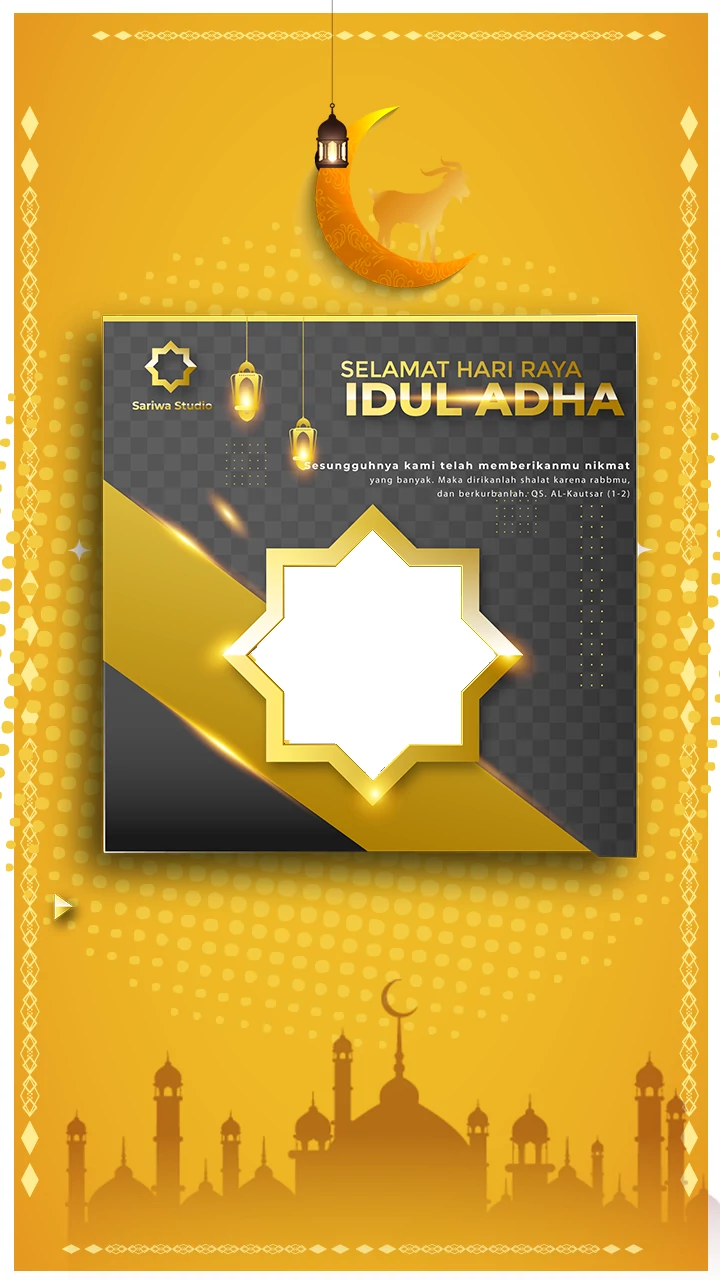 Sariwa Studio
SELAMAT HARI RAYA
IDUL ADHA
Sesungguhnya kami telah memberikanmu nikmat
yang banyak. Maka dirikanlah shalat karena rabbmu,
dan berkurbanlah. QS. AL-Kautsar (1-2)